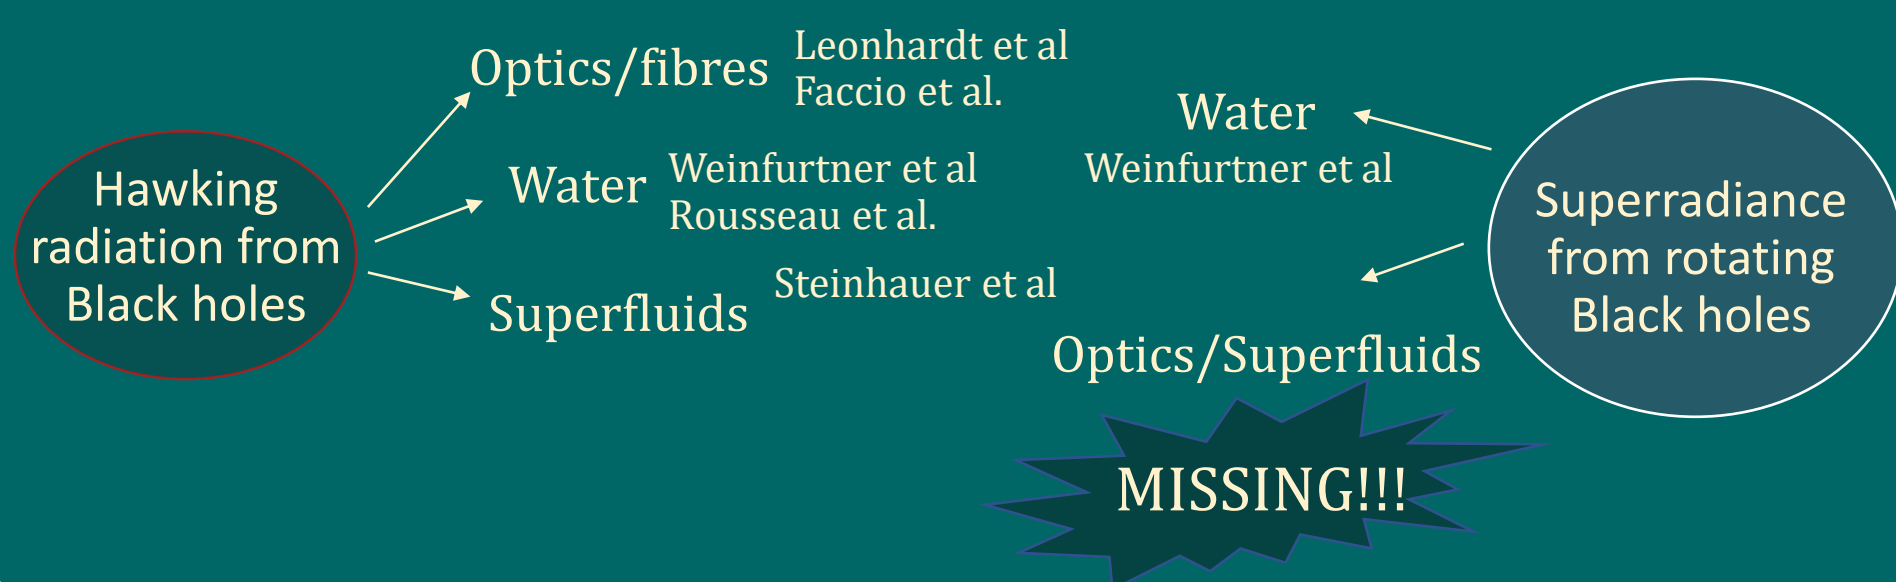 Hawking
radiation from
Black holes
Optics/fibres
Leonhardt et al
Faccio et al.
Water
Weinfurtner et al
Rousseau et al.
Superfluids
Steinhauer et al
Water
Weinfurtner et al
Optics/Superfluids
MISSING!!!
Superradiance
from rotating
Black holes